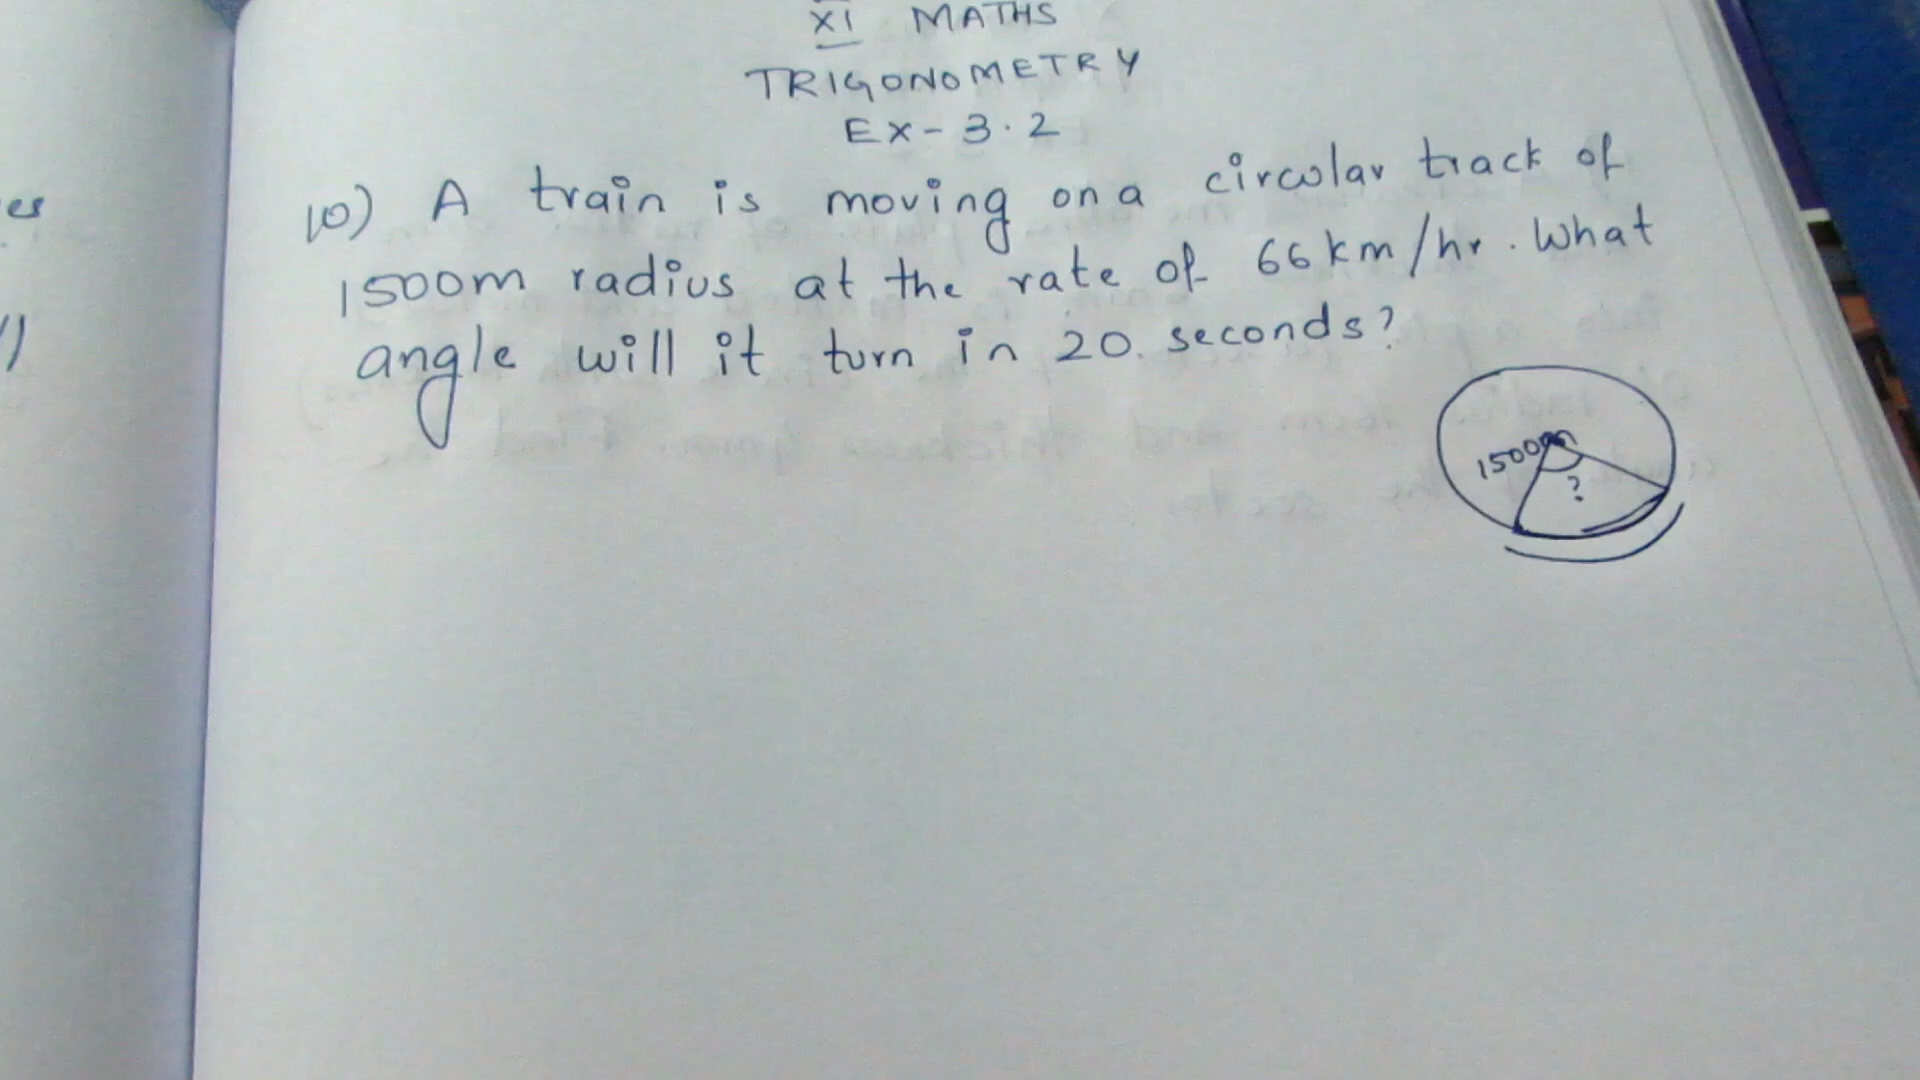 XI MATHS
TRIGONOMETRY
EX-3.2
10) A train is moving on a circular track of
1500m radius at the rate of 66km/hr. What
angle will it turn in 20. seconds?
1500m
?
es